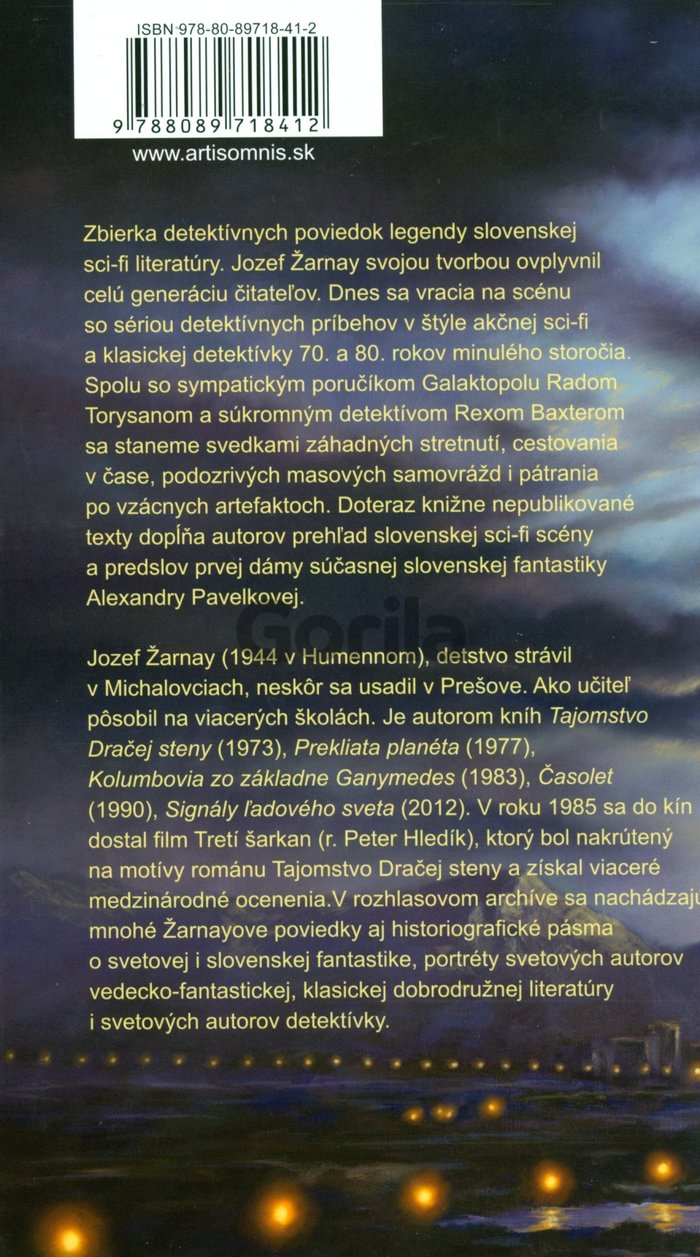 ISBN 978-80-89718-41-2
9 788089 718412
www.artisomnis.sk
Zbierka detektívnych poviedok legendy slovenskej
sci-fi literatúry. Jozef Žarnay svojou tvorbou ovplyvnil
celú generáciu čitateľov. Dnes sa vracia na scénu
so sériou detektívnych príbehov v štýle akčnej sci-fi
a klasickej detektívky 70. a 80. rokov minulého storočia.
Spolu so sympatickým poručíkom Galaktopolu Radom
Torysanom a súkromným detektívom Rexom Baxterom
sa staneme svedkami záhadných stretnutí, cestovania
v čase, podozrivých masových samovrážd i pátrania
po vzácnych artefaktoch. Doteraz knižne nepublikované
texty dopĺňa autorov prehľad slovenskej sci-fi scény
a predslov prvej dámy súčasnej slovenskej fantastiky
Alexandry Pavelkovej.
Gorila
Jozef Žarnay (1944 v Humennom), detstvo strávil
v Michalovciach, neskôr sa usadil v Prešove. Ako učiteľ
pôsobil na viacerých školách. Je autorom kníh Tajomstvo
Dračej steny (1973), Prekliata planéta (1977),
Kolumbovia zo základne Ganymedes (1983), Časolet
(1990), Signály ľadového sveta (2012). V roku 1985 sa do kín
dostal film Tretí šarkan (r. Peter Hledík), ktorý bol nakrútený
na motívy románu Tajomstvo Dračej steny a získal viaceré
medzinárodné ocenenia.V rozhlasovom archíve sa nachádzajú
mnohé Žarnayove poviedky aj historiografické pásma
o svetovej i slovenskej fantastike, portréty svetových autorov
vedecko-fantastickej, klasickej dobrodružnej literatúry
i svetových autorov detektívky.